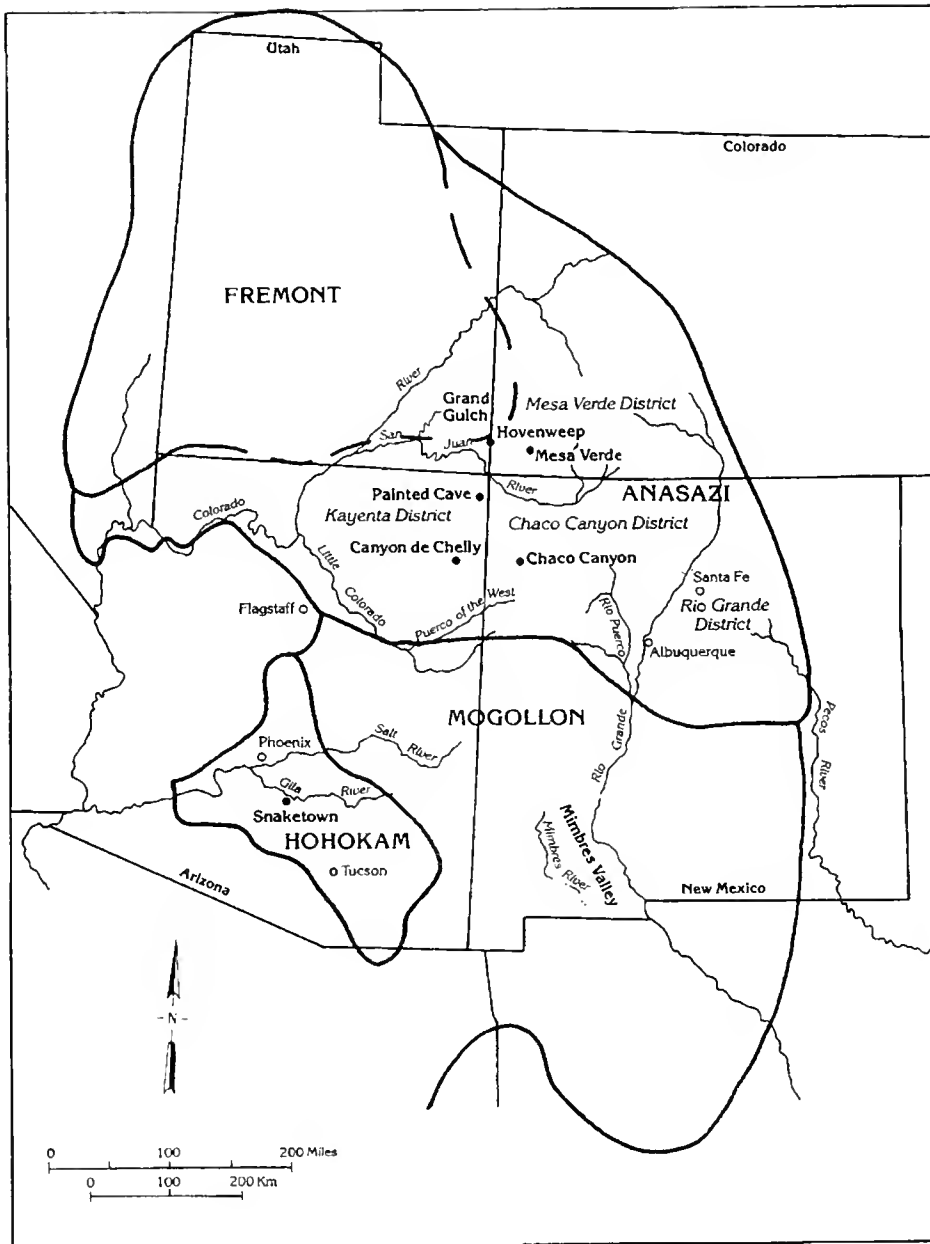 Utah
Colorado
FREMONT
River
Grand
Gulch
Mesa Verde District
San
Juan
Hovenweep
Mesa Verde
River
ANASAZI
Painted Cave
Kayenta District
Chaco Canyon District
Colorado
Canyon de Chelly
Chaco Canyon
Little
Colorado
Santa Fe
Rio Grande
District
Flagstaff
Puerco of the West
Rio Puerco
Albuquerque
MOGOLLON
Pecos
River
Phoenix
Salt
River
Rio Grande
Gila
River
Snaketown
HOHOKAM
Mimbres River
Mimbres Valley
Tucson
Arizona
New Mexico
-N-
0 100 200 Miles
0 100 200 Km